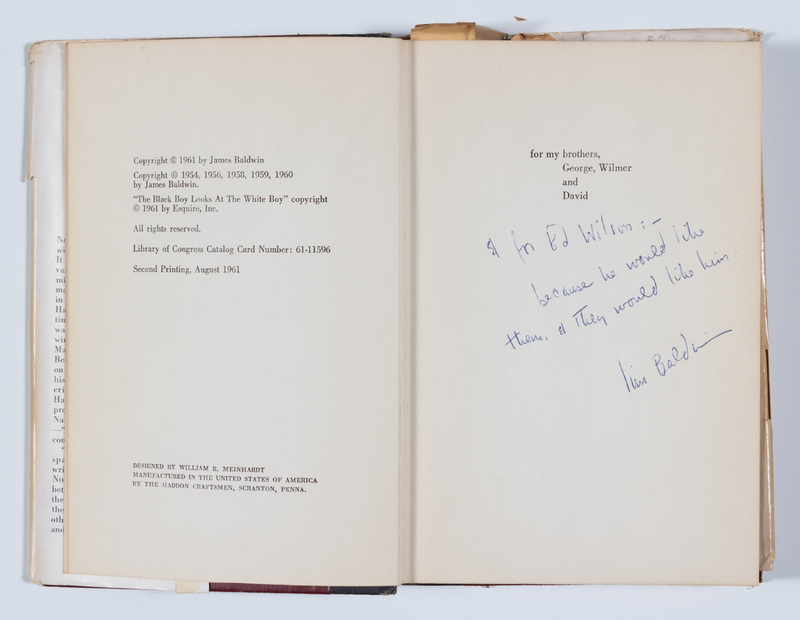 Copyright © 1961 by James Baldwin
Copyright © 1954, 1956, 1958, 1959, 1960
by James Baldwin.
"The Black Boy Looks At The White Boy" copyright
© 1961 by Esquire, Inc.
All rights reserved.
Library of Congress Catalog Card Number: 61-11596
Second Printing, August 1961
DESIGNED BY WILLIAM R. MEINHARDT
MANUFACTURED IN THE UNITED STATES OF AMERICA
BY THE HADDON CRAFTSMEN, SCRANTON, PENNA.
for my brothers,
George, Wilmer
and
David
& for Ed Wilson: –
because he would like
them, & They would like him.
Jim Baldwin